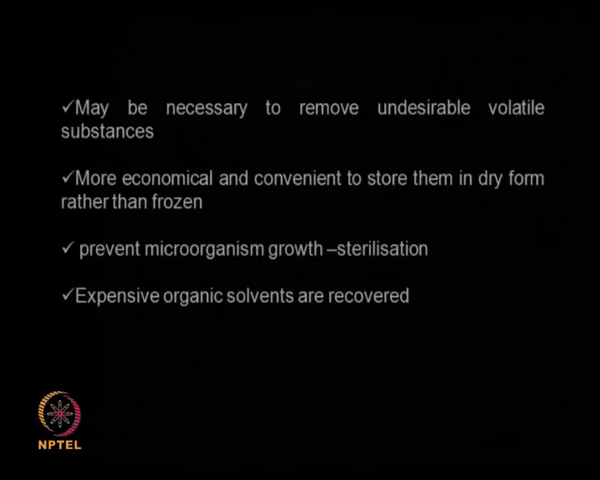 ✓May be necessary to remove undesirable volatile
substances
✓More economical and convenient to store them in dry form
rather than frozen
✓ prevent microorganism growth –sterilisation
✓Expensive organic solvents are recovered
NPTEL